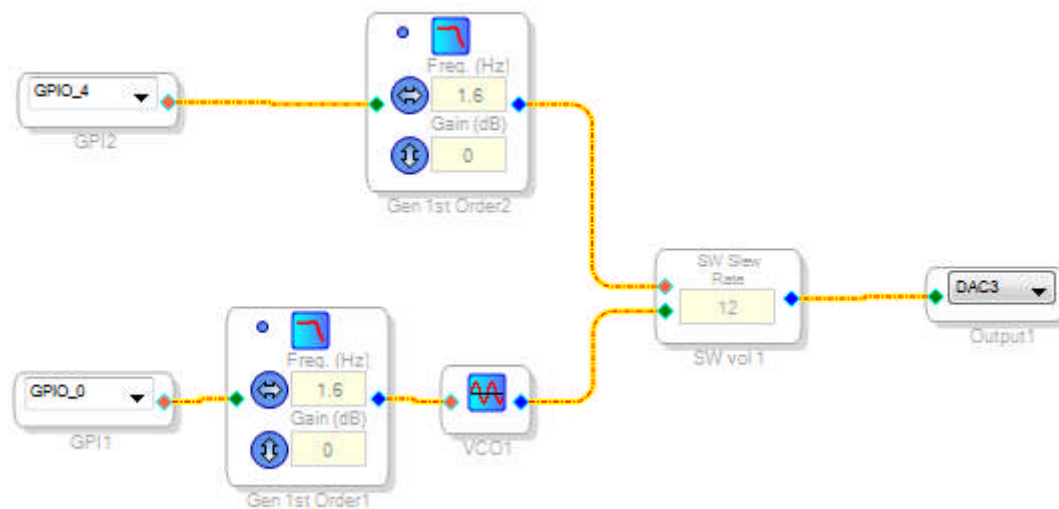 GPIO_4
GPI2
Freq. (Hz)
1.6
Gain (dB)
0
Gen 1st Order2
SW Slew
Rate
12
SW vol 1
DAC3
Output1
GPIO_0
GPI1
Freq. (Hz)
1.6
Gain (dB)
0
Gen 1st Order1
VCO1